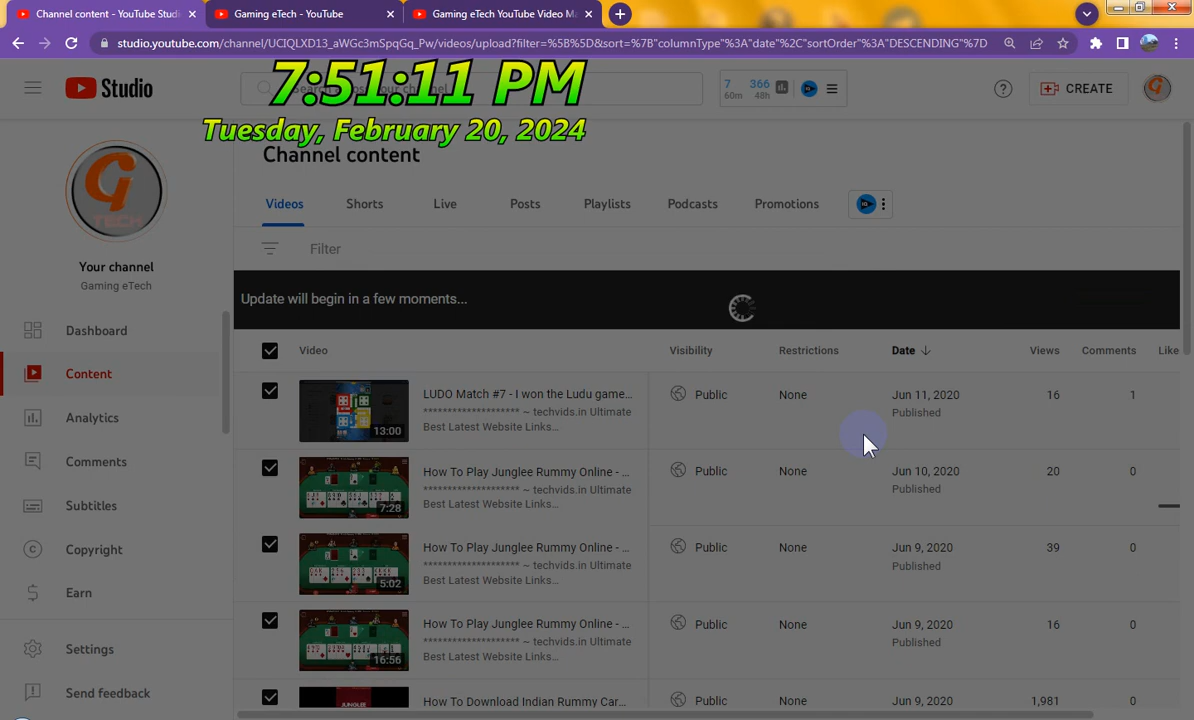 Channel content - YouTube Studi
Gaming eTech - YouTube
Gaming eTech YouTube Video Ma
studio.youtube.com/channel/UCIQLXD13_aWGc3mSpqGq_Pw/videos/upload?filter=%5B%5D&sort=%7B"columnType"%3A"date"%2C"sortOrder"%3A"DESCENDING"%7D
Studio
your channel
7:51:11 PM
Tuesday, February 20, 2024
7
60m
366
48h
CREATE
Channel content
Videos
Shorts
Live
Posts
Playlists
Podcasts
Promotions
Filter
G
TECH
Your channel
Gaming eTech
Dashboard
Content
Analytics
Comments
Subtitles
Copyright
Earn
Settings
Send feedback
Update will begin in a few moments...
Video
Visibility
Restrictions
Date
Views
Comments
Like
LUDO Match #7 - I won the Ludu game...
******************** ~ techvids.in Ultimate
Best Latest Website Links...
13:00
Public
None
Jun 11, 2020
Published
16
1
How To Play Junglee Rummy Online - ...
******************** ~ techvids.in Ultimate
Best Latest Website Links...
7:28
Public
None
Jun 10, 2020
Published
20
0
How To Play Junglee Rummy Online - ...
******************** ~ techvids.in Ultimate
Best Latest Website Links...
5:02
Public
None
Jun 9, 2020
Published
39
0
How To Play Junglee Rummy Online - ...
******************** ~ techvids.in Ultimate
Best Latest Website Links...
16:56
Public
None
Jun 9, 2020
Published
16
0
How To Download Indian Rummy Car...
JUNGLEE
Public
None
Jun 9, 2020
1,981
0